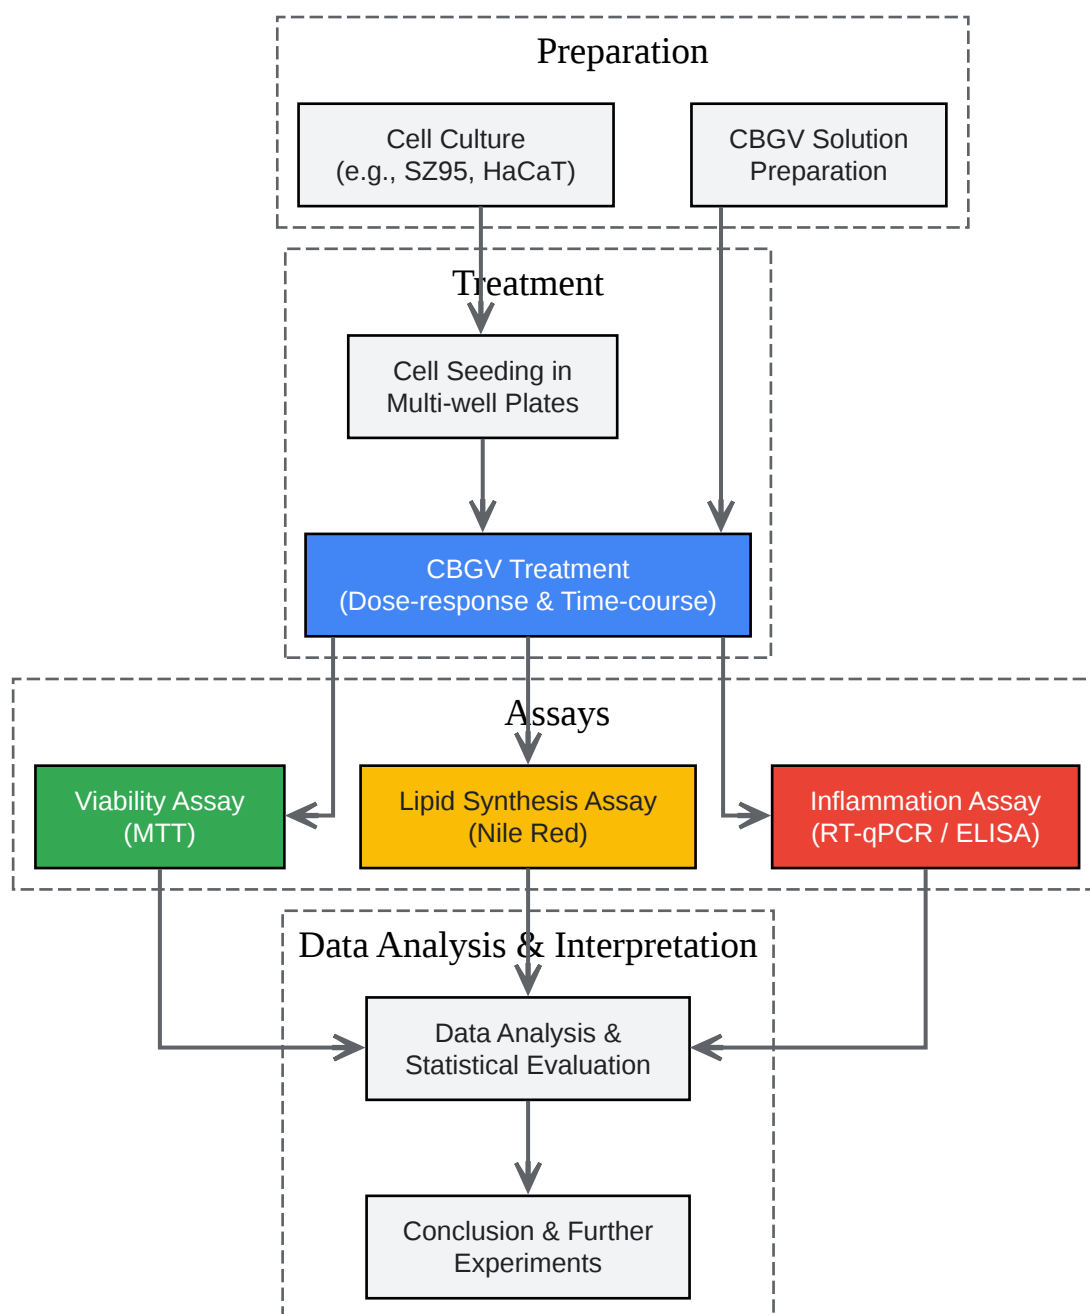 Preparation
Cell Culture
(e.g., SZ95, HaCaT)
CBGV Solution
Preparation
Treatment
Cell Seeding in
Multi-well Plates
CBGV Treatment
(Dose-response & Time-course)
Assays
Viability Assay
(MTT)
Lipid Synthesis Assay
(Nile Red)
Inflammation Assay
(RT-qPCR / ELISA)
Data Analysis & Interpretation
Data Analysis &
Statistical Evaluation
Conclusion & Further
Experiments